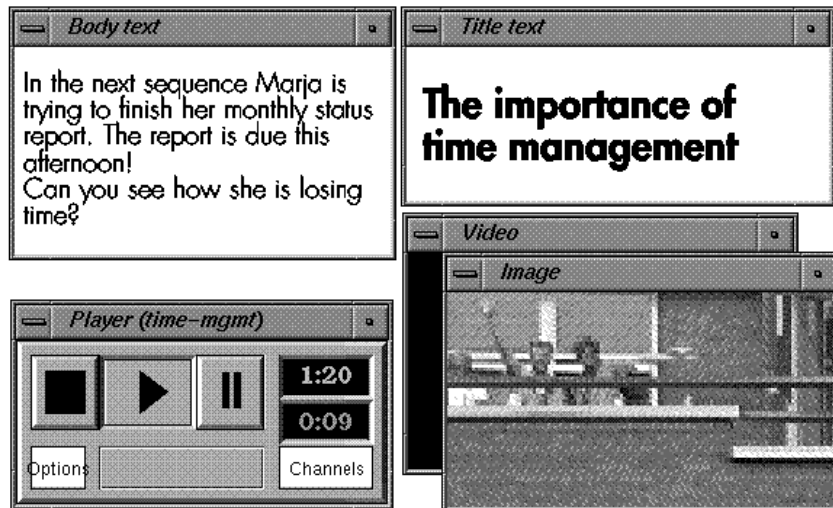 Body text
In the next sequence Marja is
trying to finish her monthly status
report. The report is due this
afternoon!
Can you see how she is losing
time?
Title text
The importance of
time management
Video
Image
Player (time-mgmt)
1:20
0:09
Options
Channels